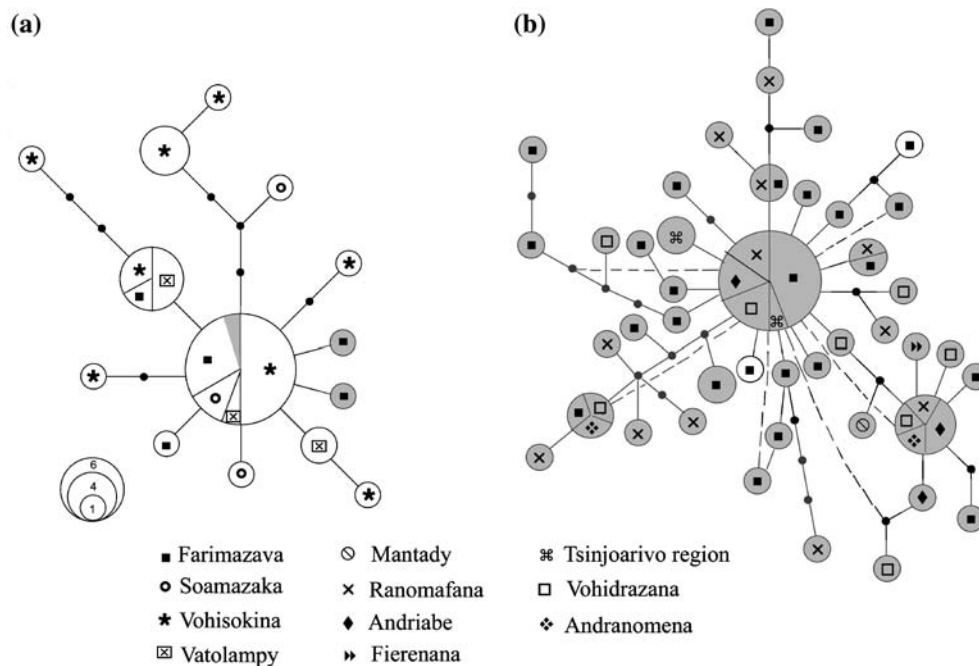 (a)
(b)
6
4
1
Farimazava
Soamazaka
Vohisokina
Vatolampy
Mantady
Ranomafana
Andriabe
Fierenana
Tsinjoarivo region
Vohidrazana
Andranomena